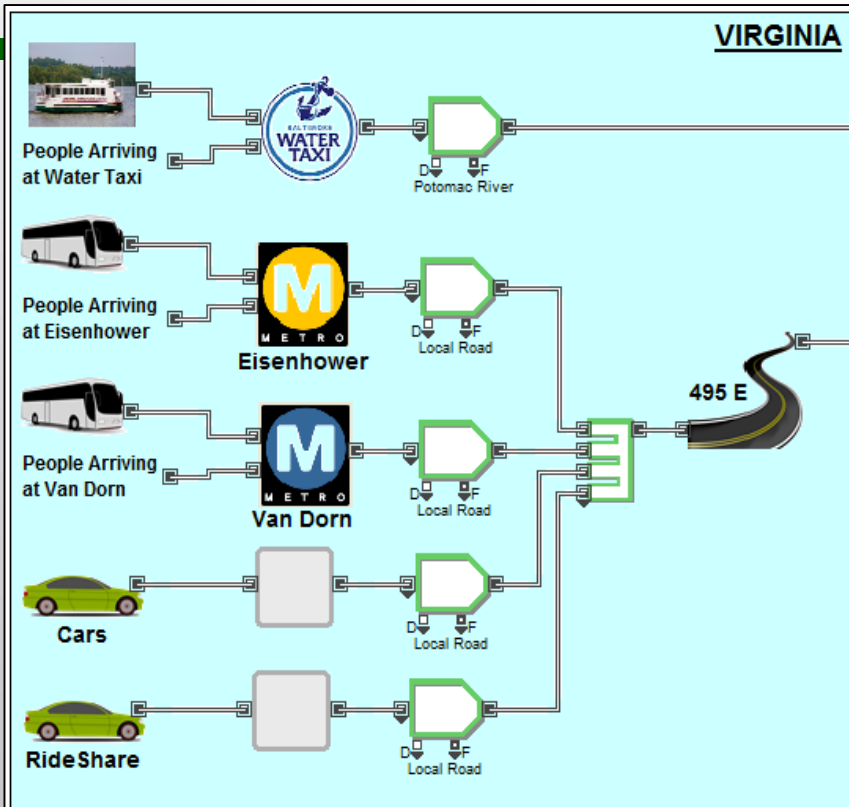 VIRGINIA
BALTIMORE
WATER
TAXI
People Arriving
at Water Taxi
D F
Potomac River
People Arriving
at Eisenhower
M
METRO
Eisenhower
D F
Local Road
495 E
People Arriving
at Van Dorn
M
METRO
Van Dorn
D F
Local Road
Cars
D F
Local Road
RideShare
D F
Local Road